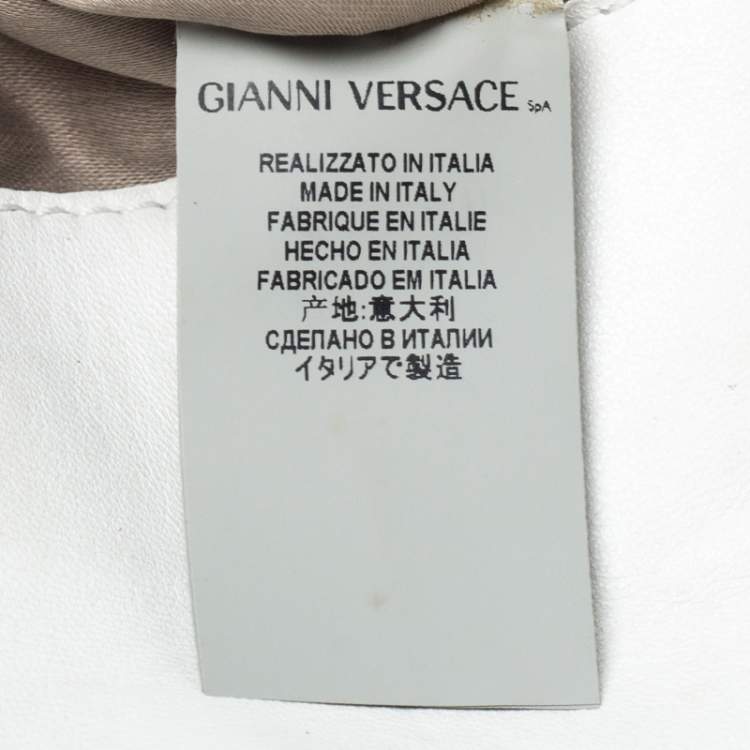 GIANNI VERSACE SpA
REALIZZATO IN ITALIA
MADE IN ITALY
FABRIQUE EN ITALIE
HECHO EN ITALIA
FABRICADO EM ITALIA
产地:意大利
СДЕЛАНО В ИТАЛИИ
イタリアで製造